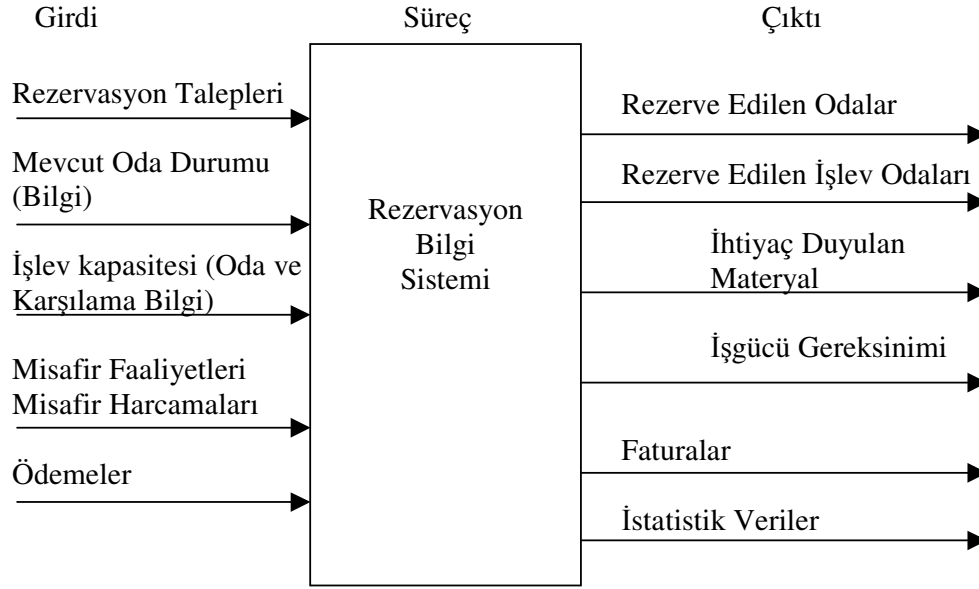 Girdi
Süreç
Çıktı
Rezervasyon Talepleri
Mevcut Oda Durumu
(Bilgi)
İşlev kapasitesi (Oda ve
Karşılama Bilgi)
Misafir Faaliyetleri
Misafir Harcamaları
Ödemeler
Rezervasyon
Bilgi
Sistemi
Rezerve Edilen Odalar
Rezerve Edilen İşlev Odaları
İhtiyaç Duyulan
Materyal
İşgücü Gereksinimi
Faturalar
İstatistik Veriler